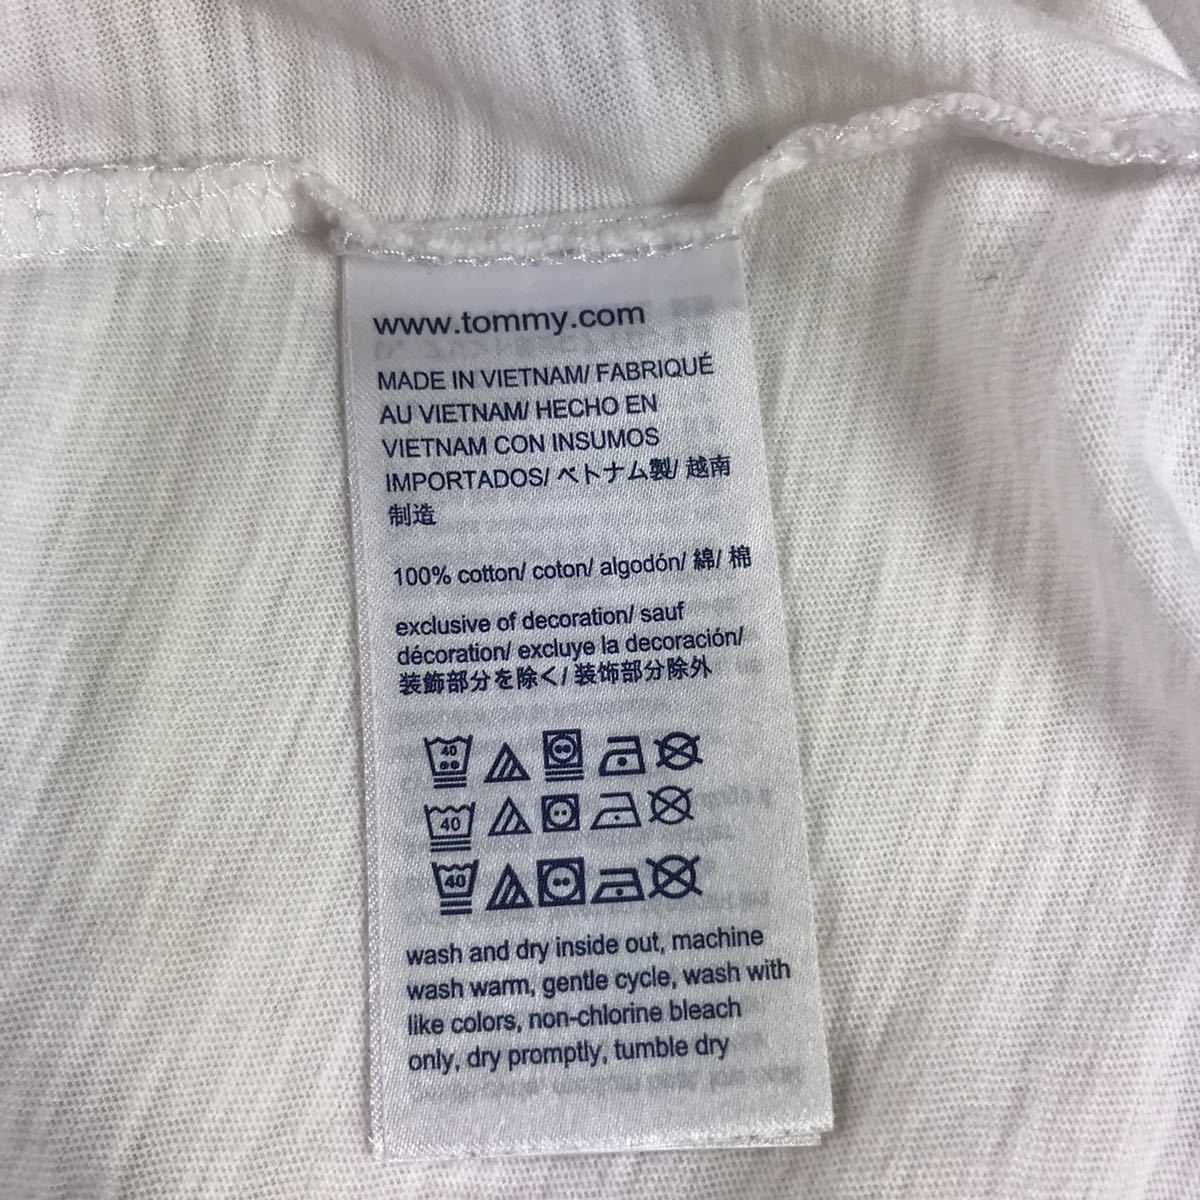 www.tommy.com
MADE IN VIETNAM/ FABRIQUÉ
AU VIETNAM/ HECHO EN
VIETNAM CON INSUMOS
IMPORTADOS/ ベトナム製/ 越南
制造
100% cotton/ coton/ algodón/ 綿/ 棉
exclusive of decoration/ sauf
décoration/ excluye la decoración/
装飾部分を除く/ 装饰部分除外
40
40
40
wash and dry inside out, machine
wash warm, gentle cycle, wash with
like colors, non-chlorine bleach
only, dry promptly, tumble dry